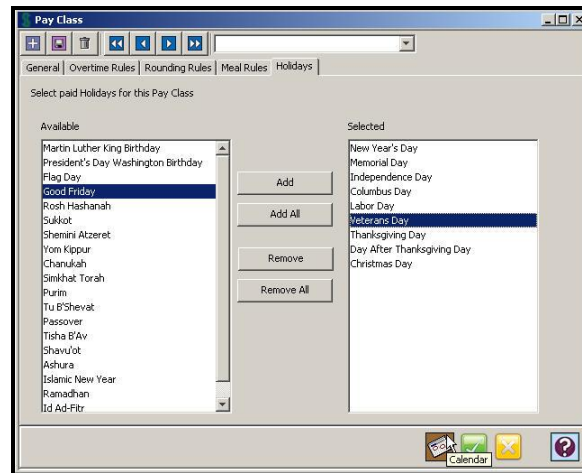 Pay Class
General Overtime Rules Rounding Rules Meal Rules Holidays
Select paid Holidays for this Pay Class
Available
Martin Luther King Birthday
President's Day Washington Birthday
Flag Day
Good Friday
Rosh Hashanah
Sukkot
Shemini Atzeret
Yom Kippur
Chanukah
Simkhat Torah
Purim
Tu B'Shevat
Passover
Tisha B'Av
Shavu'ot
Ashura
Islamic New Year
Ramadhan
Id Ad-Fitr
Add
Add All
Remove
Remove All
Selected
New Year's Day
Memorial Day
Independence Day
Columbus Day
Labor Day
Veterans Day
Thanksgiving Day
Day After Thanksgiving Day
Christmas Day
Calendar
?